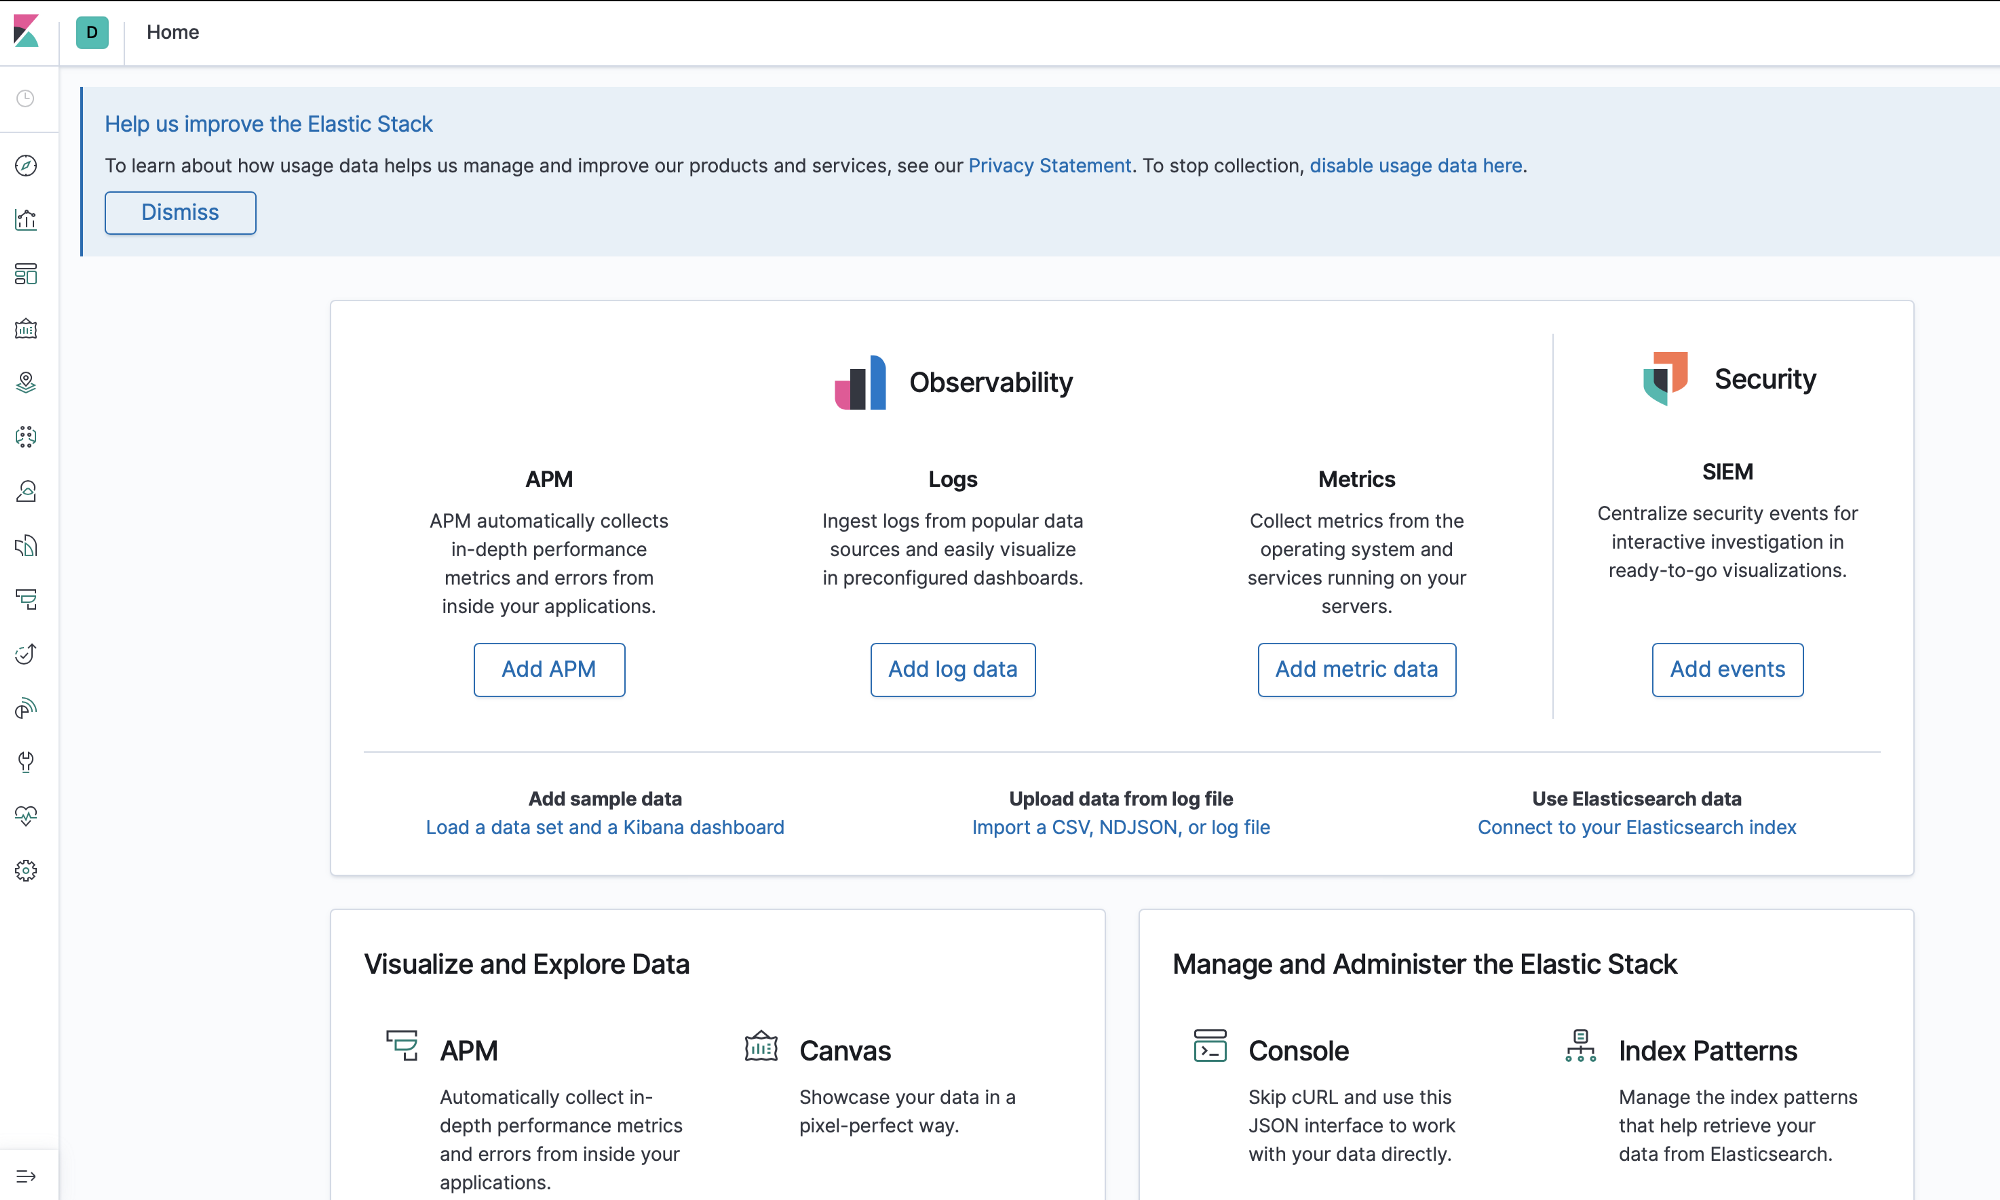 D
Home
Help us improve the Elastic Stack
To learn about how usage data helps us manage and improve our products and services, see our Privacy Statement. To stop collection, disable usage data here.
Dismiss
Observability
APM
APM automatically collects
in-depth performance
metrics and errors from
inside your applications.
Add APM
Logs
Ingest logs from popular data
sources and easily visualize
in preconfigured dashboards.
Add log data
Metrics
Collect metrics from the
operating system and
services running on your
servers.
Add metric data
Security
SIEM
Centralize security events for
interactive investigation in
ready-to-go visualizations.
Add events
Add sample data
Load a data set and a Kibana dashboard
Upload data from log file
Import a CSV, NDJSON, or log file
Use Elasticsearch data
Connect to your Elasticsearch index
Visualize and Explore Data
APM
Automatically collect in-
depth performance metrics
and errors from inside your
applications.
Canvas
Showcase your data in a
pixel-perfect way.
Manage and Administer the Elastic Stack
Console
Skip cURL and use this
JSON interface to work
with your data directly.
Index Patterns
Manage the index patterns
that help retrieve your
data from Elasticsearch.